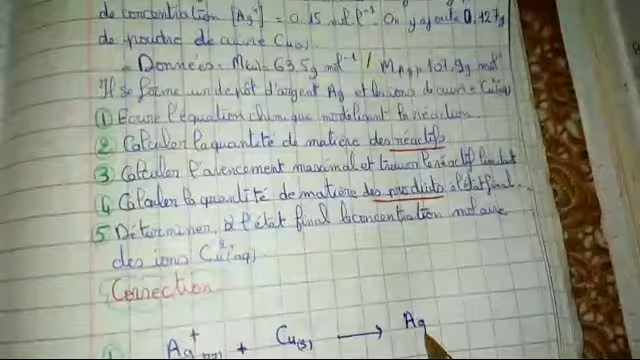 de concentration [Ag⁺] = 0,15 mol.l⁻¹ On y ajoute 0,127g
de poudre de cuivre Cu(s).
- Données: M(Cu) = 63,5g mol⁻¹ / MAg = 107,9g mol⁻¹
Il se forme un dépôt d'argent Ag et les ions de cuivre Cu²⁺(aq)
① Ecrire l'équation chimique modélisant la réaction.
② Calculer la quantité de matière des réactifs
③ Calculer l'avancement maximal et trouver le réactif limitant
④ Calculer la quantité de matière des produits à l'état final.
⑤ Déterminer, à l'état final la concentration molaire
des ions Cu²⁺(aq).
Correction
① Ag⁺(aq) + Cu(s) → Ag